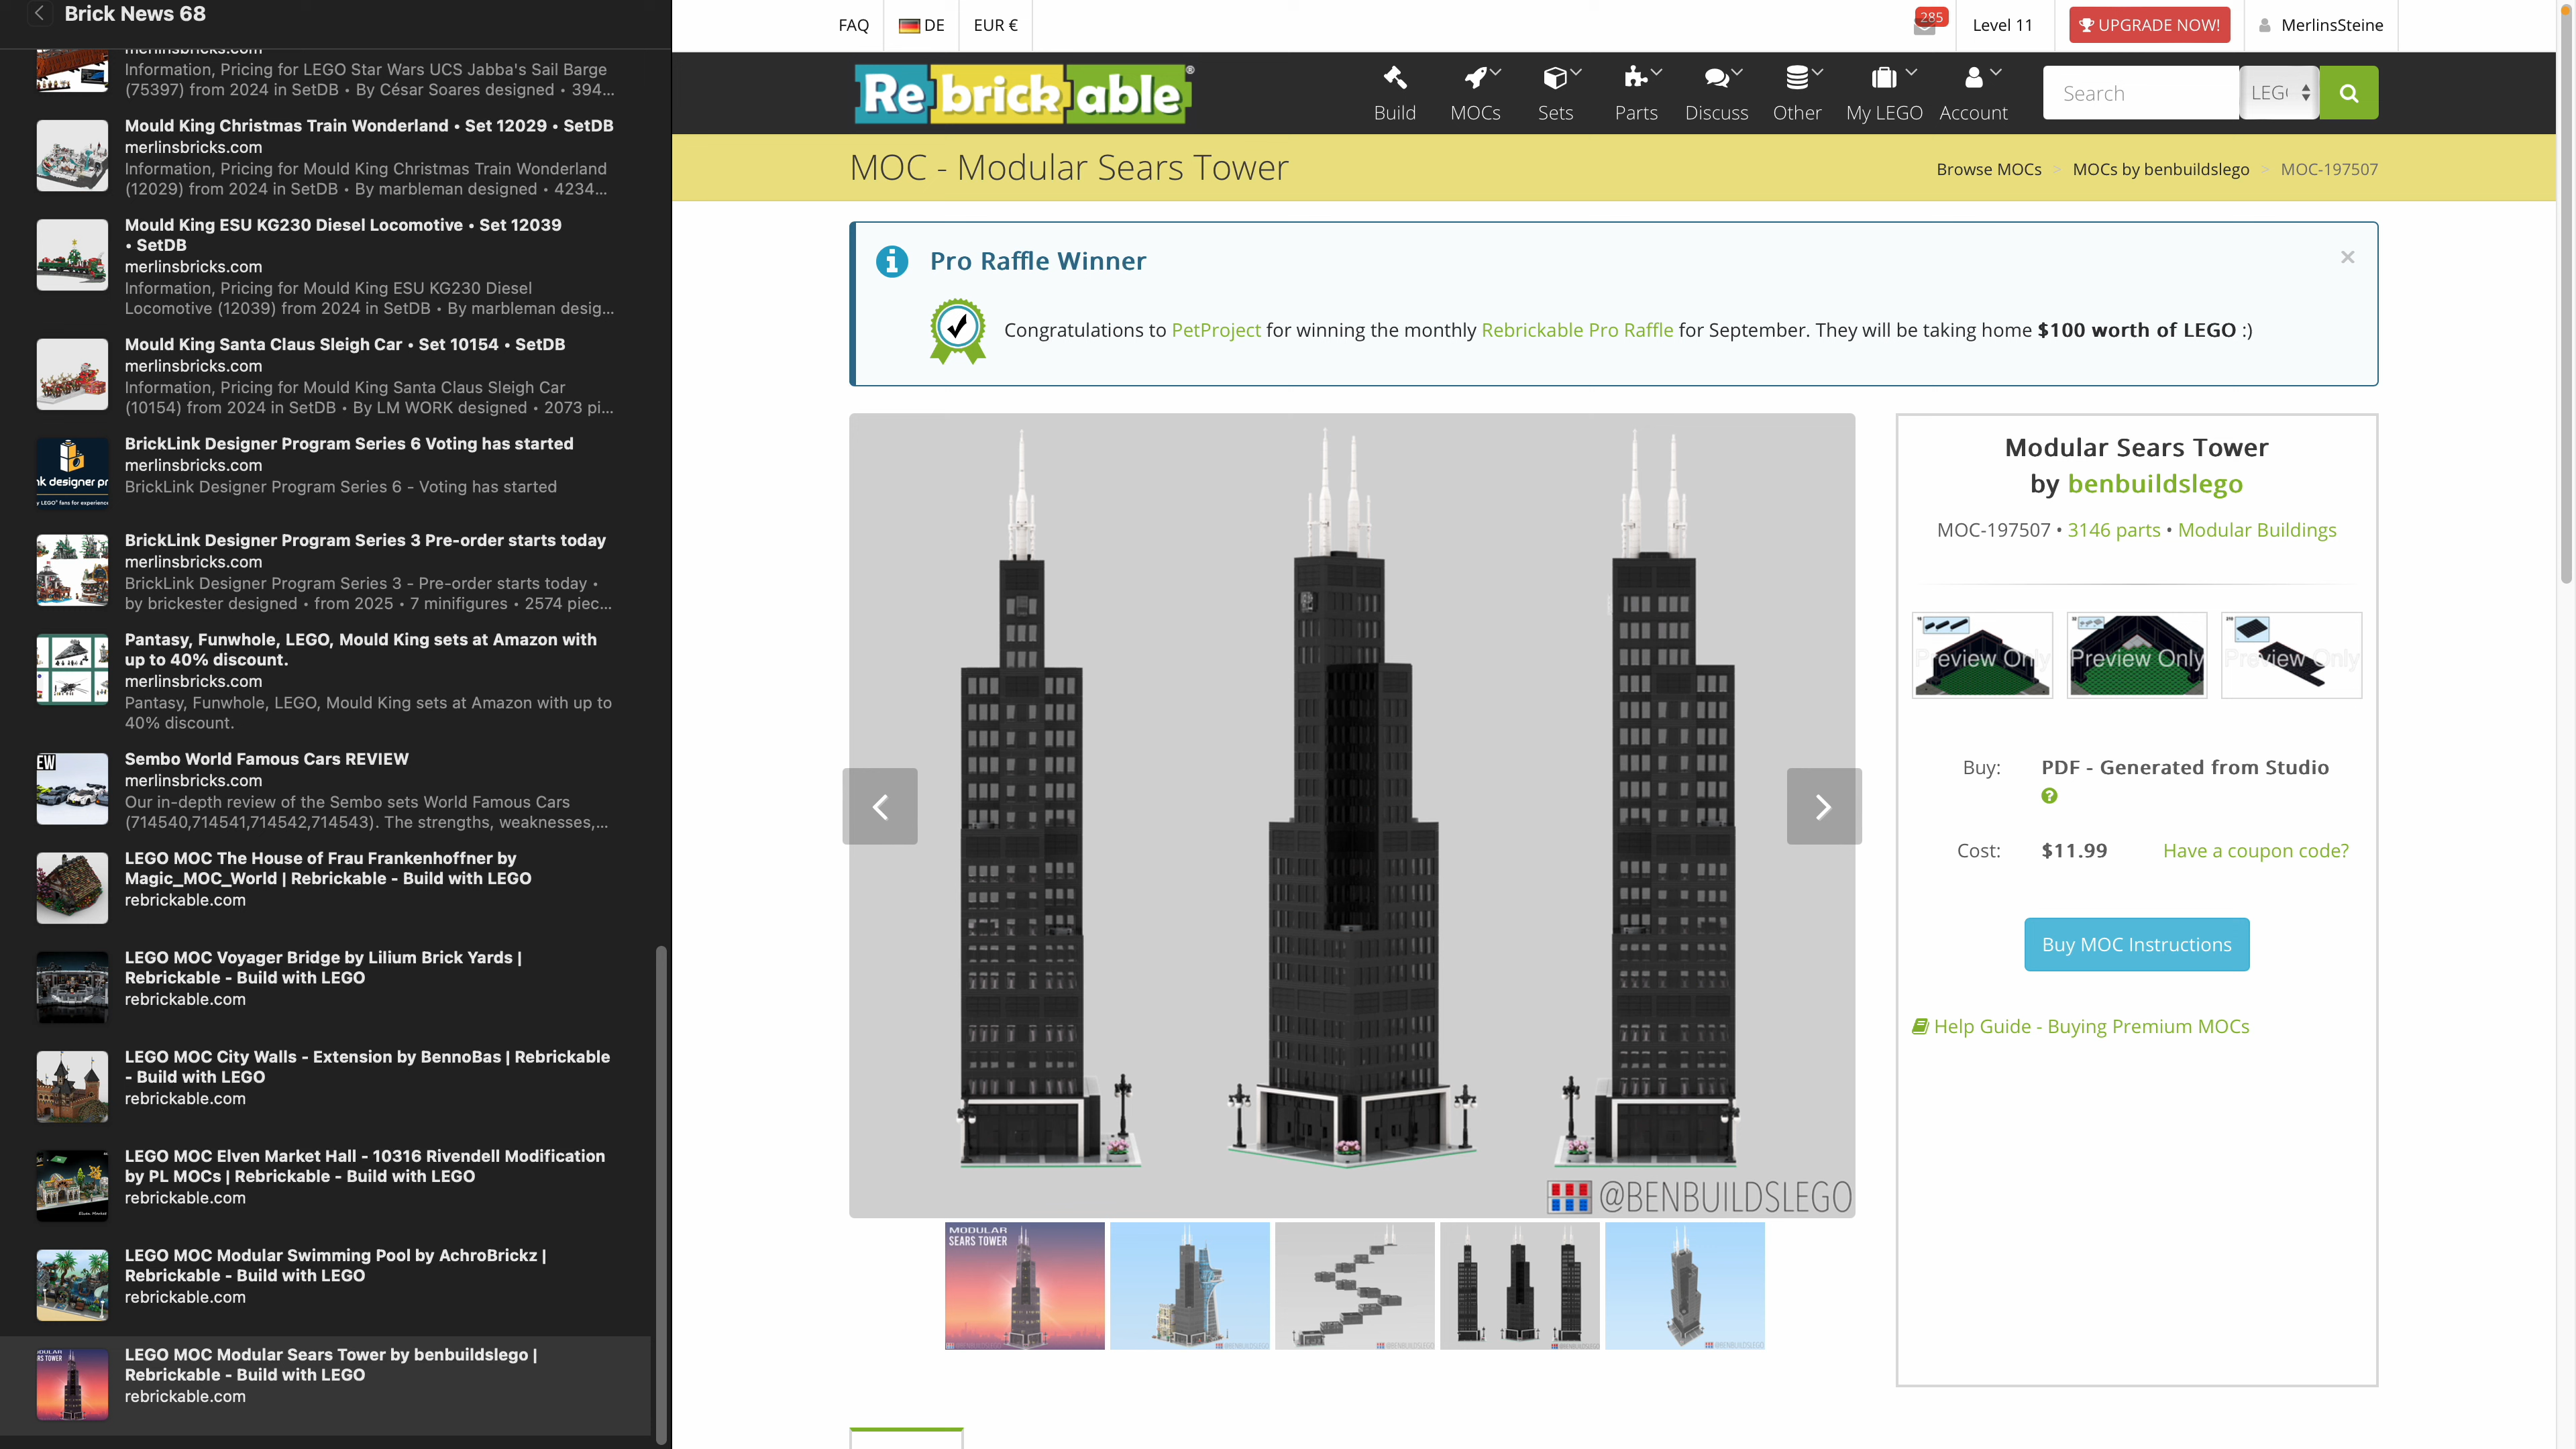 Brick News 68
merlinsbricks.com
Information, Pricing for LEGO Star Wars UCS Jabba's Sail Barge
(75397) from 2024 in SetDB • By César Soares designed • 394...
Mould King Christmas Train Wonderland • Set 12029 • SetDB
merlinsbricks.com
Information, Pricing for Mould King Christmas Train Wonderland
(12029) from 2024 in SetDB • By marbleman designed • 4234...
Mould King ESU KG230 Diesel Locomotive • Set 12039
• SetDB
merlinsbricks.com
Information, Pricing for Mould King ESU KG230 Diesel
Locomotive (12039) from 2024 in SetDB • By marbleman desig...
Mould King Santa Claus Sleigh Car • Set 10154 • SetDB
merlinsbricks.com
Information, Pricing for Mould King Santa Claus Sleigh Car
(10154) from 2024 in SetDB • By LM WORK designed • 2073 pi...
nk designer pr
BrickLink Designer Program Series 6 Voting has started
merlinsbricks.com
BrickLink Designer Program Series 6 - Voting has started
BrickLink Designer Program Series 3 Pre-order starts today
merlinsbricks.com
BrickLink Designer Program Series 3 - Pre-order starts today •
by brickester designed • from 2025 • 7 minifigures • 2574 piec...
Pantasy, Funwhole, LEGO, Mould King sets at Amazon with
up to 40% discount.
merlinsbricks.com
Pantasy, Funwhole, LEGO, Mould King sets at Amazon with up to
40% discount.
EW
Sembo World Famous Cars REVIEW
merlinsbricks.com
Our in-depth review of the Sembo sets World Famous Cars
(714540,714541,714542,714543). The strengths, weaknesses,...
LEGO MOC The House of Frau Frankenhoffner by
Magic_MOC_World | Rebrickable - Build with LEGO
rebrickable.com
LEGO MOC Voyager Bridge by Lilium Brick Yards |
Rebrickable - Build with LEGO
rebrickable.com
LEGO MOC City Walls - Extension by BennoBas | Rebrickable
- Build with LEGO
rebrickable.com
LEGO MOC Elven Market Hall - 10316 Rivendell Modification
by PL MOCs | Rebrickable - Build with LEGO
rebrickable.com
LEGO MOC Modular Swimming Pool by AchroBrickz |
Rebrickable - Build with LEGO
rebrickable.com
LEGO MOC Modular Sears Tower by benbuildslego |
Rebrickable - Build with LEGO
rebrickable.com
FAQ DE EUR € 285 Level 11 UPGRADE NOW! MerlinsSteine
Rebrickable®
Build MOCs Sets Parts Discuss Other My LEGO Account Search LEG
MOC - Modular Sears Tower
Browse MOCs > MOCs by benbuildslego > MOC-197507
Pro Raffle Winner ×
Congratulations to PetProject for winning the monthly Rebrickable Pro Raffle for September. They will be taking home $100 worth of LEGO :)
@BENBUILDSLEGO
MODULAR
SEARS TOWER
Modular Sears Tower
by benbuildslego
MOC-197507 • 3146 parts • Modular Buildings
Preview Only Preview Only Preview Only
Buy: PDF - Generated from Studio
?
Cost: $11.99 Have a coupon code?
Buy MOC Instructions
Help Guide - Buying Premium MOCs